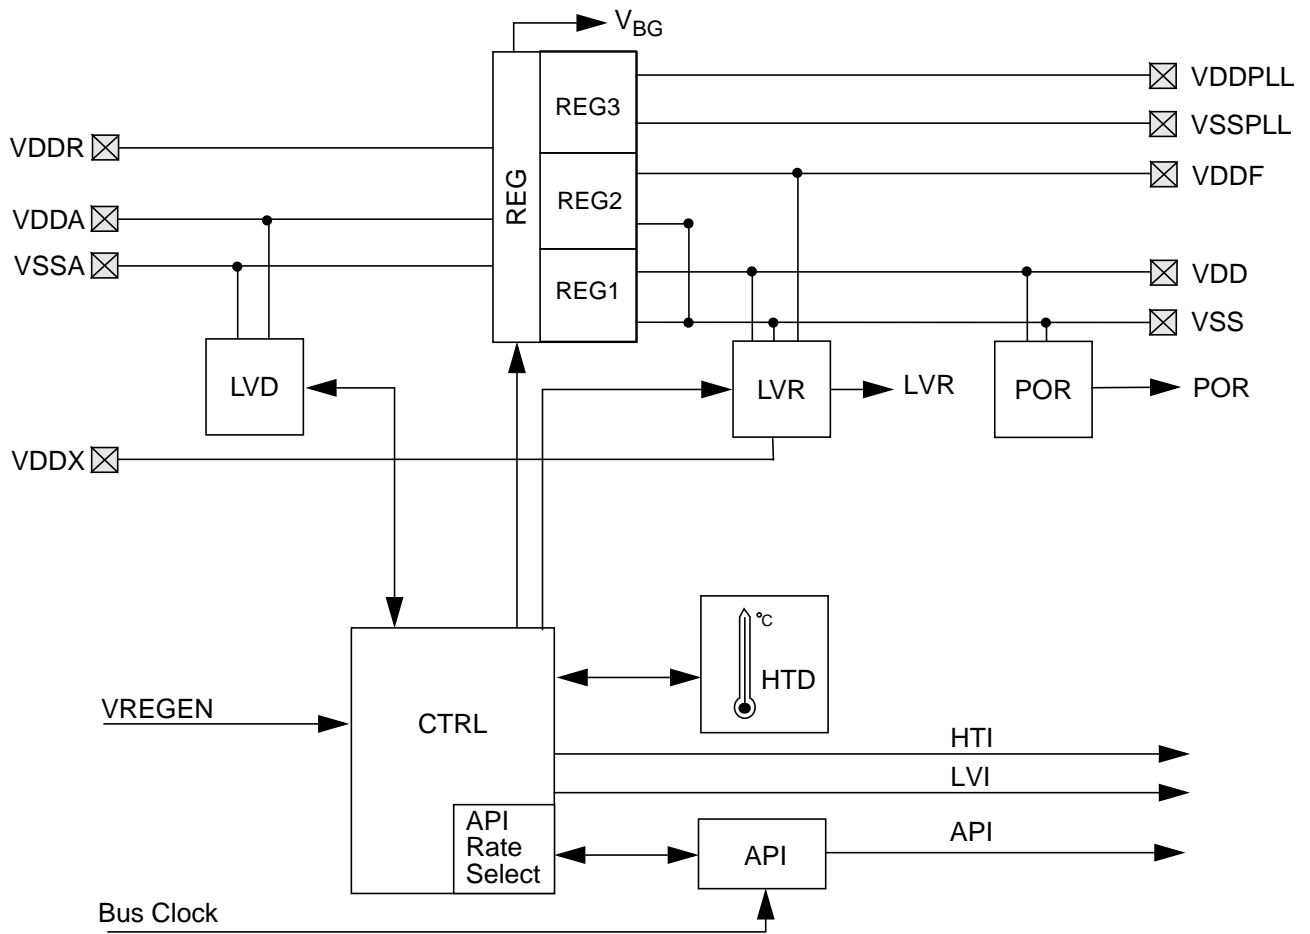 VBG
VDDPLL
REG3
VSSPLL
VDDR
VDDF
REG
REG2
VDDA
VSSA
VDD
REG1
VSS
LVD
LVR
LVR
POR
POR
VDDX
°C
HTD
VREGEN
CTRL
HTI
LVI
API
Rate
Select
API
API
Bus Clock